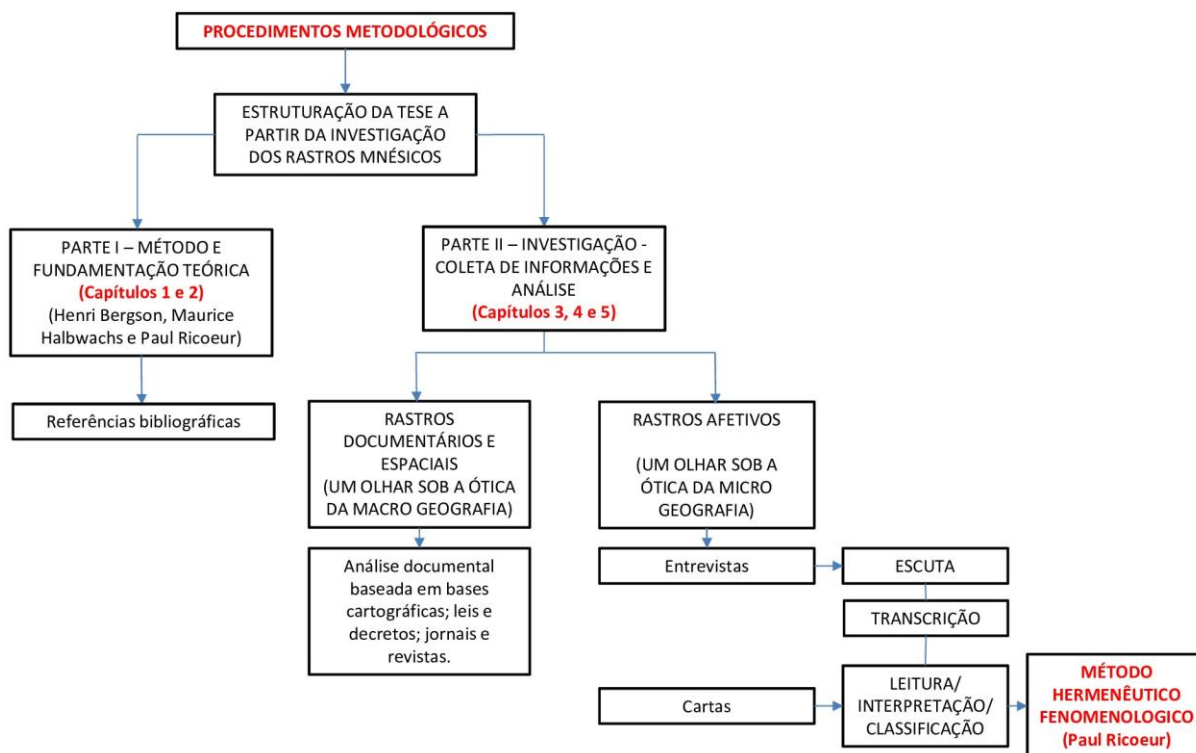 PROCEDIMENTOS METODOLÓGICOS
ESTRUTURAÇÃO DA TESE A
PARTIR DA INVESTIGAÇÃO
DOS RASTROS MNÉSICOS
PARTE I – MÉTODO E
FUNDAMENTAÇÃO TEÓRICA
(Capítulos 1 e 2)
(Henri Bergson, Maurice
Halbwachs e Paul Ricoeur)
Referências bibliográficas
PARTE II – INVESTIGAÇÃO -
COLETA DE INFORMAÇÕES E
ANÁLISE
(Capítulos 3, 4 e 5)
RASTROS
DOCUMENTÁRIOS E
ESPACIAIS
(UM OLHAR SOB A ÓTICA
DA MACRO GEOGRAFIA)
Análise documental
baseada em bases
cartográficas; leis e
decretos; jornais e
revistas.
RASTROS AFETIVOS
(UM OLHAR SOB A
ÓTICA DA MICRO
GEOGRAFIA)
Entrevistas
ESCUTA
TRANSCRIÇÃO
Cartas
LEITURA/
INTERPRETAÇÃO/
CLASSIFICAÇÃO
MÉTODO
HERMENÊUTICO
FENOMENOLOGICO
(Paul Ricoeur)